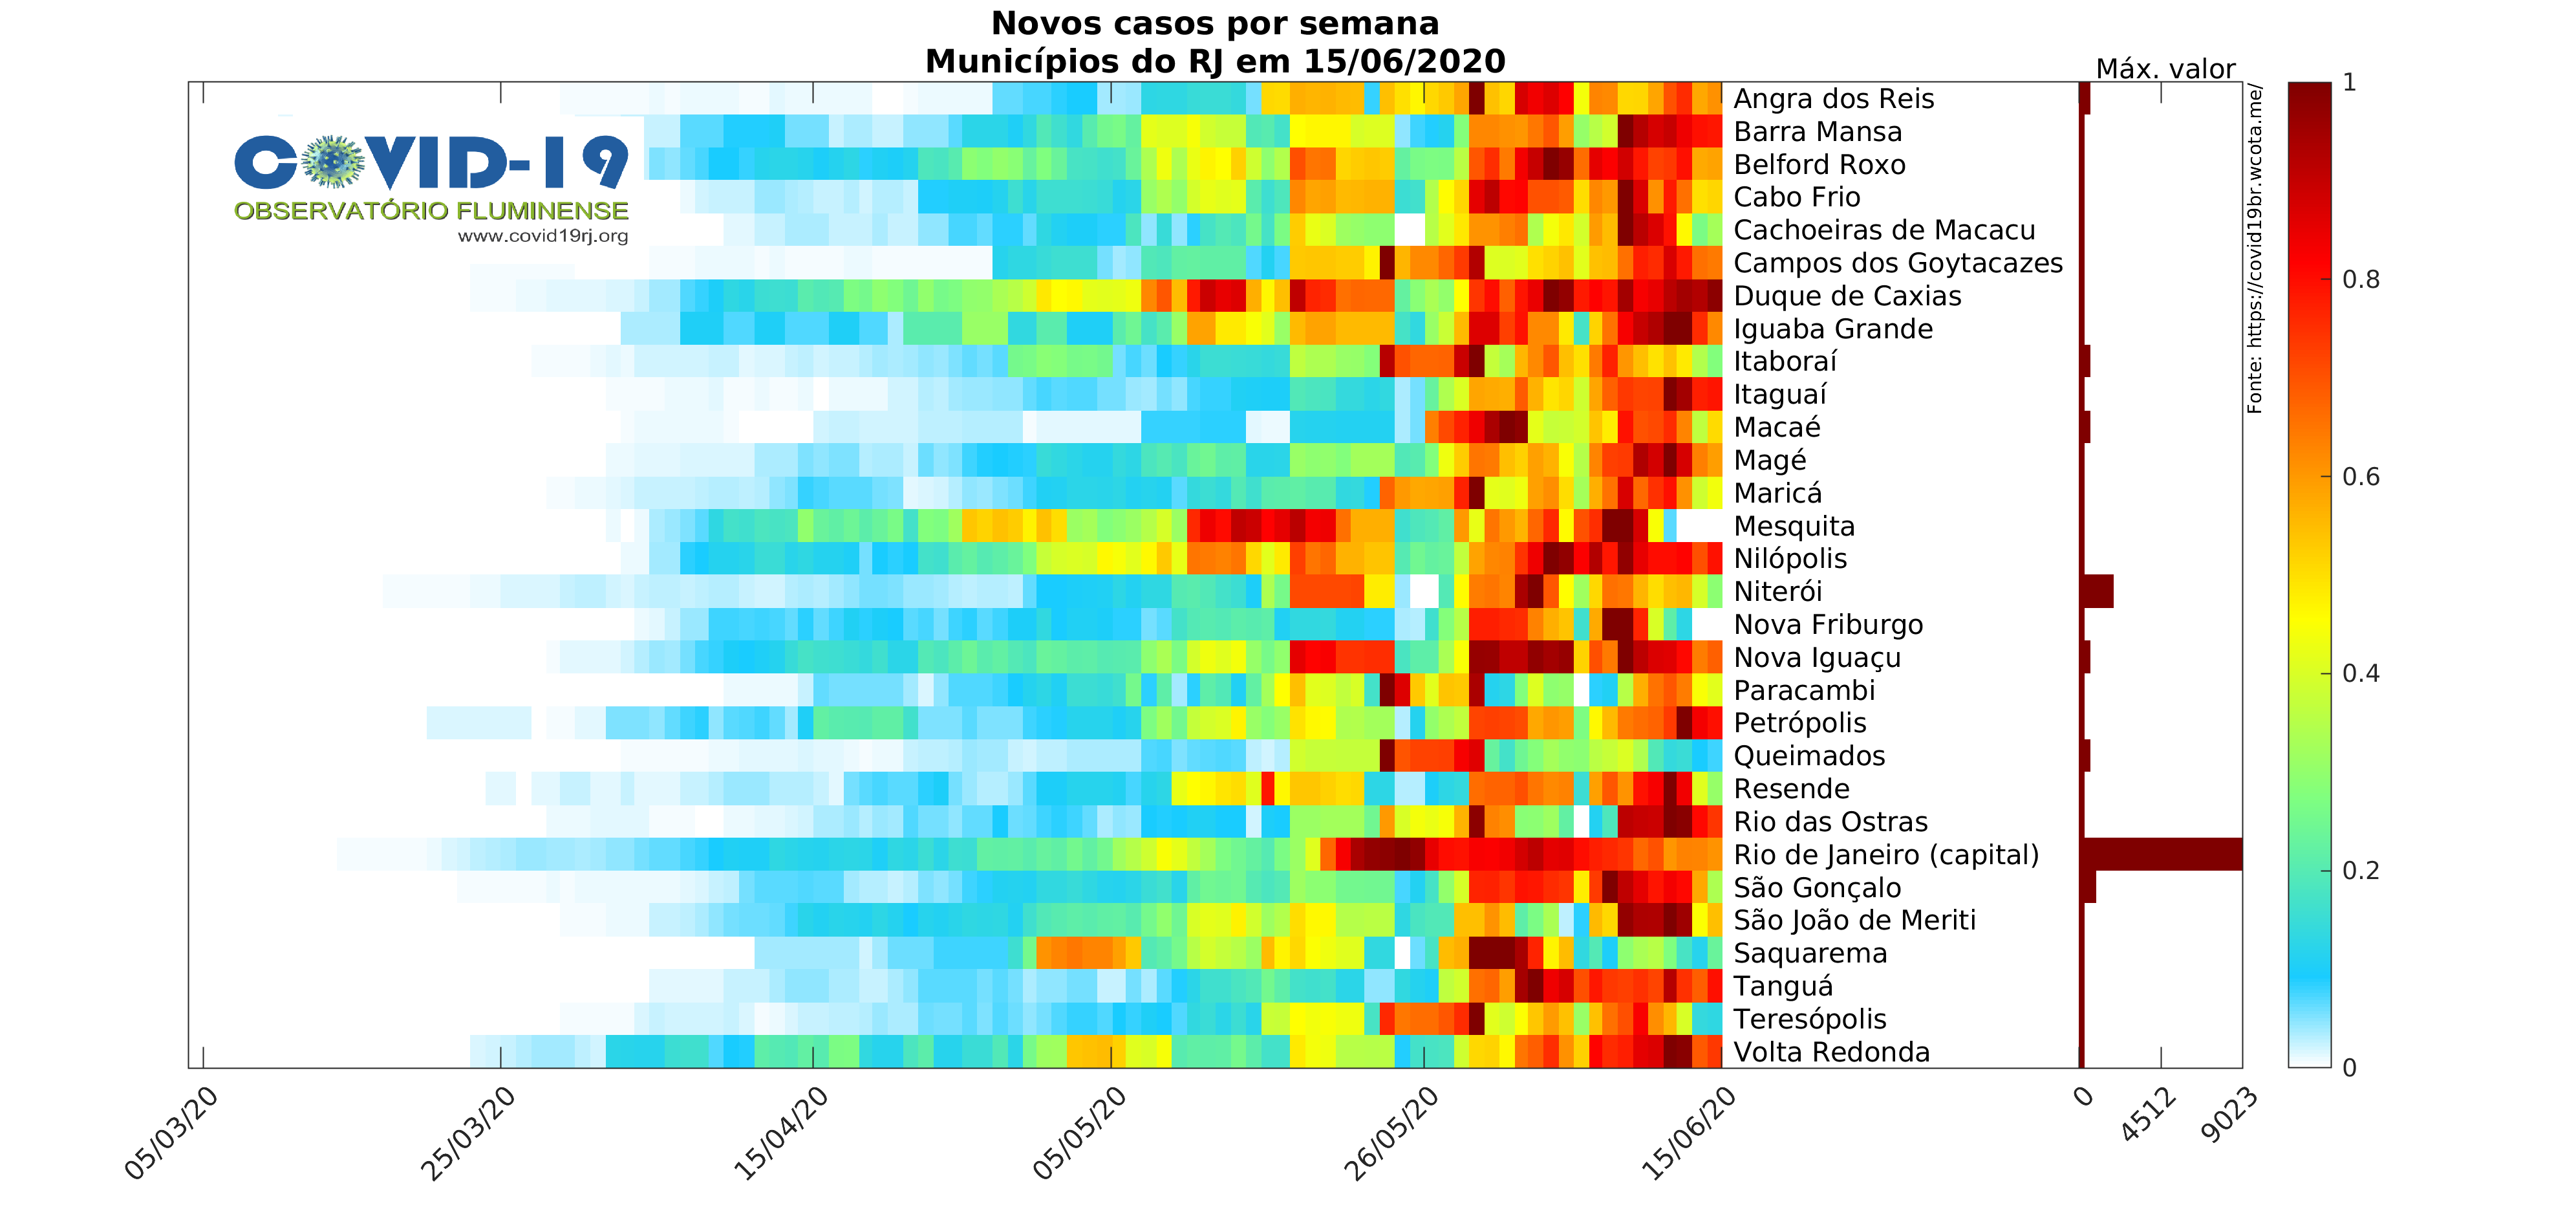 Novos casos por semana
Municípios do RJ em 15/06/2020
Máx. valor
COVID-19
OBSERVATÓRIO FLUMINENSE
www.covid19rj.org
Angra dos Reis
Barra Mansa
Belford Roxo
Cabo Frio
Cachoeiras de Macacu
Campos dos Goytacazes
Duque de Caxias
Iguaba Grande
Itaboraí
Itaguaí
Macaé
Magé
Maricá
Mesquita
Nilópolis
Niterói
Nova Friburgo
Nova Iguaçu
Paracambi
Petrópolis
Queimados
Resende
Rio das Ostras
Rio de Janeiro (capital)
São Gonçalo
São João de Meriti
Saquarema
Tanguá
Teresópolis
Volta Redonda
Fonte: https://covid19br.wcota.me/
1
0.8
0.6
0.4
0.2
0
05/03/20
25/03/20
15/04/20
05/05/20
26/05/20
15/06/20
0
4512
9023